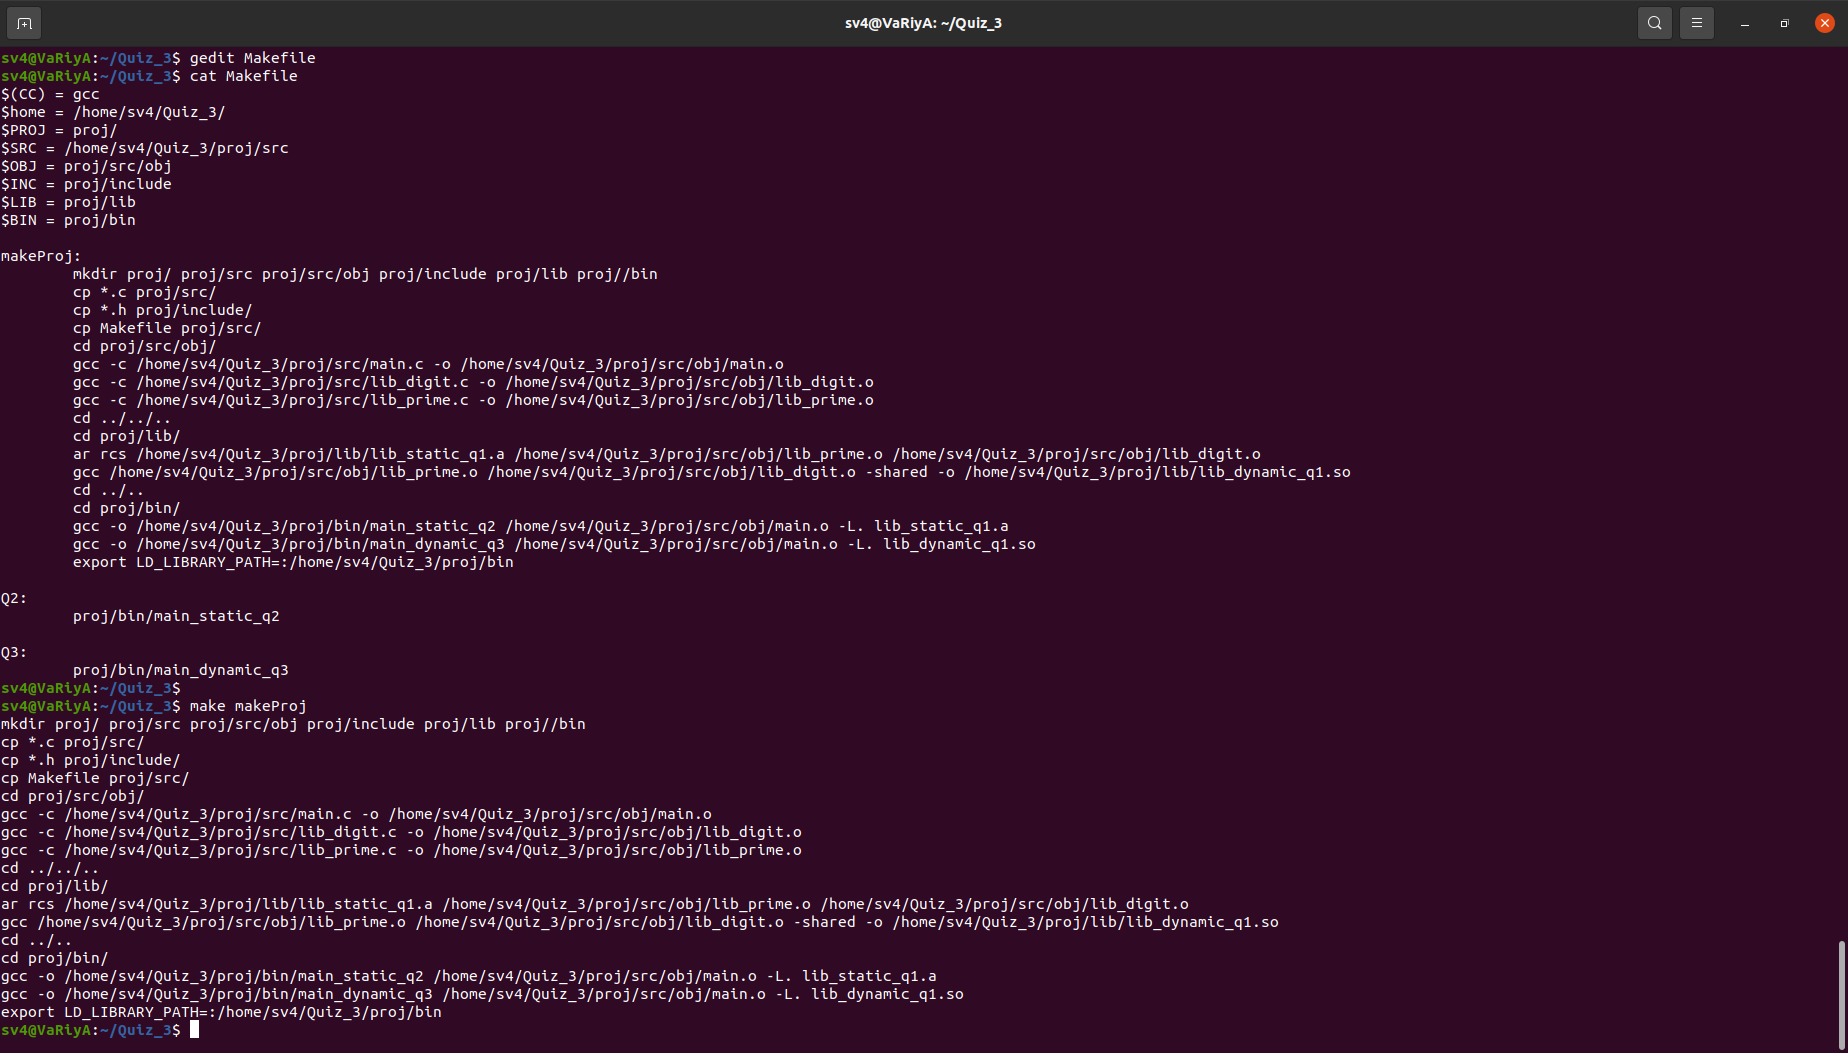 sv4@VaRiyA: ~/Quiz_3
sv4@VaRiyA:~/Quiz_3$ gedit Makefile
sv4@VaRiyA:~/Quiz_3$ cat Makefile
$(CC) = gcc
$home = /home/sv4/Quiz_3/
$PROJ = proj/
$SRC = /home/sv4/Quiz_3/proj/src
$OBJ = proj/src/obj
$INC = proj/include
$LIB = proj/lib
$BIN = proj/bin
makeProj:
mkdir proj/ proj/src proj/src/obj proj/include proj/lib proj//bin
cp *.c proj/src/
cp *.h proj/include/
cp Makefile proj/src/
cd proj/src/obj/
gcc -c /home/sv4/Quiz_3/proj/src/main.c -o /home/sv4/Quiz_3/proj/src/obj/main.o
gcc -c /home/sv4/Quiz_3/proj/src/lib_digit.c -o /home/sv4/Quiz_3/proj/src/obj/lib_digit.o
gcc -c /home/sv4/Quiz_3/proj/src/lib_prime.c -o /home/sv4/Quiz_3/proj/src/obj/lib_prime.o
cd ../../..
cd proj/lib/
ar rcs /home/sv4/Quiz_3/proj/lib/lib_static_q1.a /home/sv4/Quiz_3/proj/src/obj/lib_prime.o /home/sv4/Quiz_3/proj/src/obj/lib_digit.o
gcc /home/sv4/Quiz_3/proj/src/obj/lib_prime.o /home/sv4/Quiz_3/proj/src/obj/lib_digit.o -shared -o /home/sv4/Quiz_3/proj/lib/lib_dynamic_q1.so
cd ../..
cd proj/bin/
gcc -o /home/sv4/Quiz_3/proj/bin/main_static_q2 /home/sv4/Quiz_3/proj/src/obj/main.o -L. lib_static_q1.a
gcc -o /home/sv4/Quiz_3/proj/bin/main_dynamic_q3 /home/sv4/Quiz_3/proj/src/obj/main.o -L. lib_dynamic_q1.so
export LD_LIBRARY_PATH=:/home/sv4/Quiz_3/proj/bin
Q2:
proj/bin/main_static_q2
Q3:
proj/bin/main_dynamic_q3
sv4@VaRiyA:~/Quiz_3$
sv4@VaRiyA:~/Quiz_3$ make makeProj
mkdir proj/ proj/src proj/src/obj proj/include proj/lib proj//bin
cp *.c proj/src/
cp *.h proj/include/
cp Makefile proj/src/
cd proj/src/obj/
gcc -c /home/sv4/Quiz_3/proj/src/main.c -o /home/sv4/Quiz_3/proj/src/obj/main.o
gcc -c /home/sv4/Quiz_3/proj/src/lib_digit.c -o /home/sv4/Quiz_3/proj/src/obj/lib_digit.o
gcc -c /home/sv4/Quiz_3/proj/src/lib_prime.c -o /home/sv4/Quiz_3/proj/src/obj/lib_prime.o
cd ../../..
cd proj/lib/
ar rcs /home/sv4/Quiz_3/proj/lib/lib_static_q1.a /home/sv4/Quiz_3/proj/src/obj/lib_prime.o /home/sv4/Quiz_3/proj/src/obj/lib_digit.o
gcc /home/sv4/Quiz_3/proj/src/obj/lib_prime.o /home/sv4/Quiz_3/proj/src/obj/lib_digit.o -shared -o /home/sv4/Quiz_3/proj/lib/lib_dynamic_q1.so
cd ../..
cd proj/bin/
gcc -o /home/sv4/Quiz_3/proj/bin/main_static_q2 /home/sv4/Quiz_3/proj/src/obj/main.o -L. lib_static_q1.a
gcc -o /home/sv4/Quiz_3/proj/bin/main_dynamic_q3 /home/sv4/Quiz_3/proj/src/obj/main.o -L. lib_dynamic_q1.so
export LD_LIBRARY_PATH=:/home/sv4/Quiz_3/proj/bin
sv4@VaRiyA:~/Quiz_3$